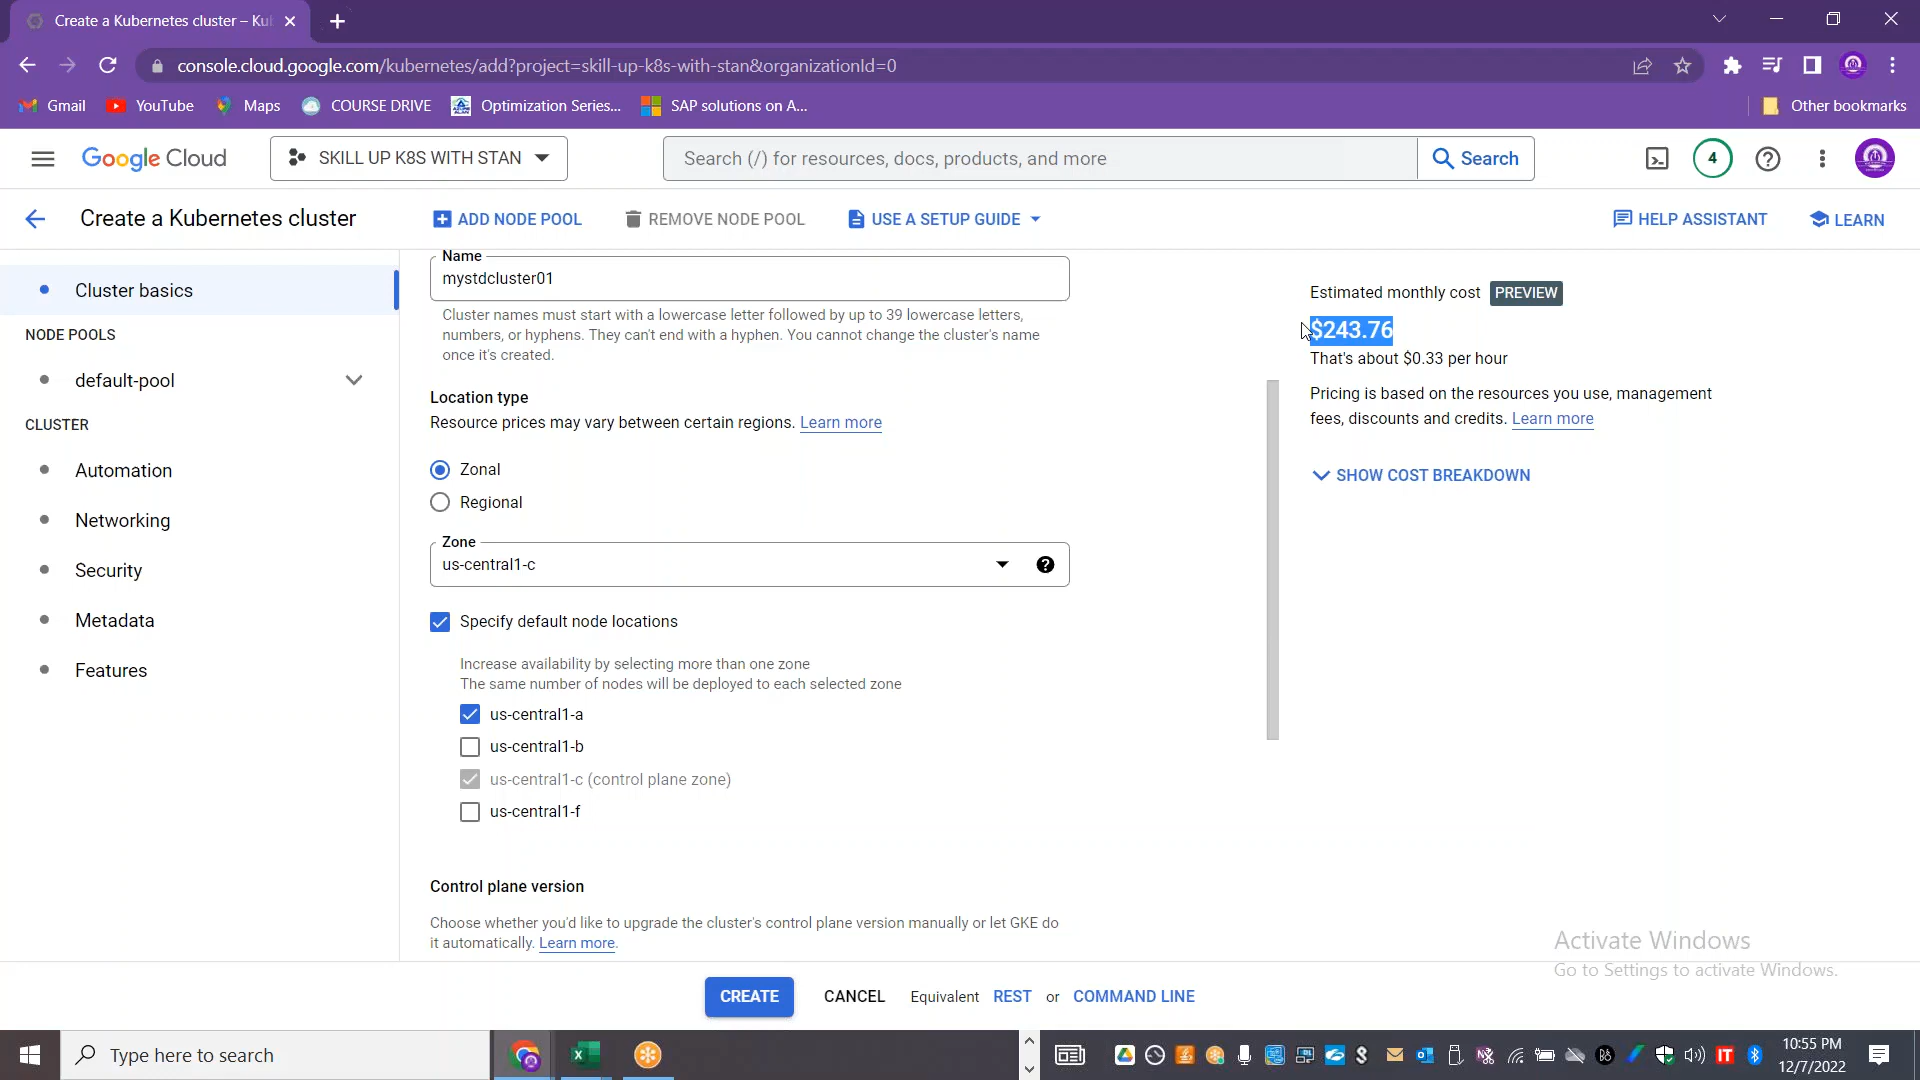 Create a Kubernetes cluster – Ku
console.cloud.google.com/kubernetes/add?project=skill-up-k8s-with-stan&organizationId=0
Gmail
YouTube
Maps
COURSE DRIVE
Optimization Series...
SAP solutions on A...
Other bookmarks
Google Cloud
SKILL UP K8S WITH STAN
Search (/) for resources, docs, products, and more
Search
4
Create a Kubernetes cluster
ADD NODE POOL
REMOVE NODE POOL
USE A SETUP GUIDE
HELP ASSISTANT
LEARN
Cluster basics
NODE POOLS
default-pool
CLUSTER
Automation
Networking
Security
Metadata
Features
Name
mystdcluster01
Cluster names must start with a lowercase letter followed by up to 39 lowercase letters,
numbers, or hyphens. They can't end with a hyphen. You cannot change the cluster's name
once it's created.
Location type
Resource prices may vary between certain regions. Learn more
Zonal
Regional
Zone
us-central1-c
Specify default node locations
Increase availability by selecting more than one zone
The same number of nodes will be deployed to each selected zone
us-central1-a
us-central1-b
us-central1-c (control plane zone)
us-central1-f
Control plane version
Choose whether you'd like to upgrade the cluster's control plane version manually or let GKE do
it automatically. Learn more.
Estimated monthly cost PREVIEW
$243.76
That's about $0.33 per hour
Pricing is based on the resources you use, management
fees, discounts and credits. Learn more
SHOW COST BREAKDOWN
Activate Windows
Go to Settings to activate Windows.
CREATE
CANCEL
Equivalent REST or COMMAND LINE
Type here to search
10:55 PM
12/7/2022